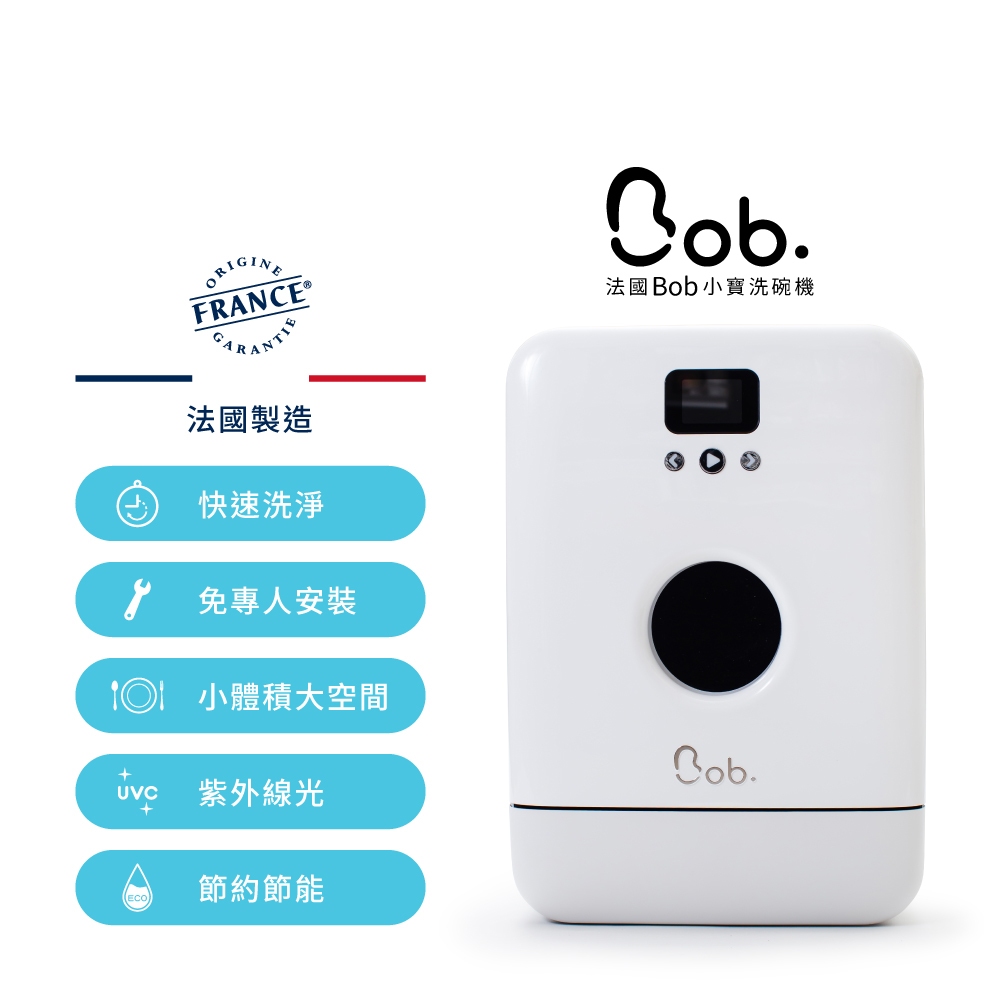 ORIGINE
FRANCE®
GARANTIE
法國製造
快速洗淨
免專人安裝
小體積大空間
UVC
紫外線光
ECO
節約節能
Bob.
法國Bob小寶洗碗機
Bob.